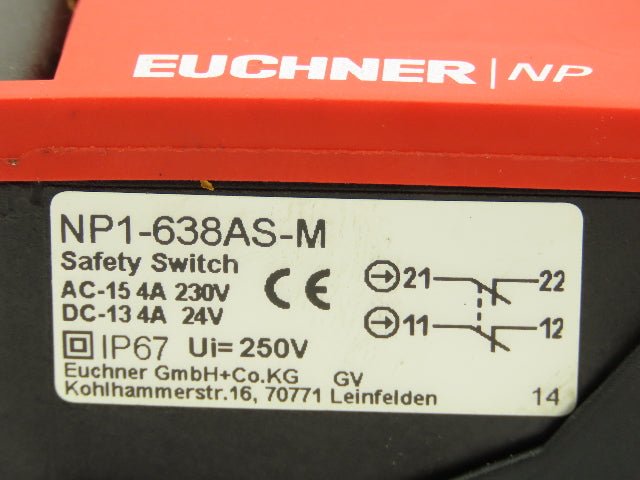 EUCHNER | NP
NP1-638AS-M
Safety Switch
AC-15 4A 230V
DC-13 4A 24V
CE
21 22
11 12
IP67 Ui= 250V
Euchner GmbH+Co.KG GV
Kohlhammerstr.16, 70771 Leinfelden 14